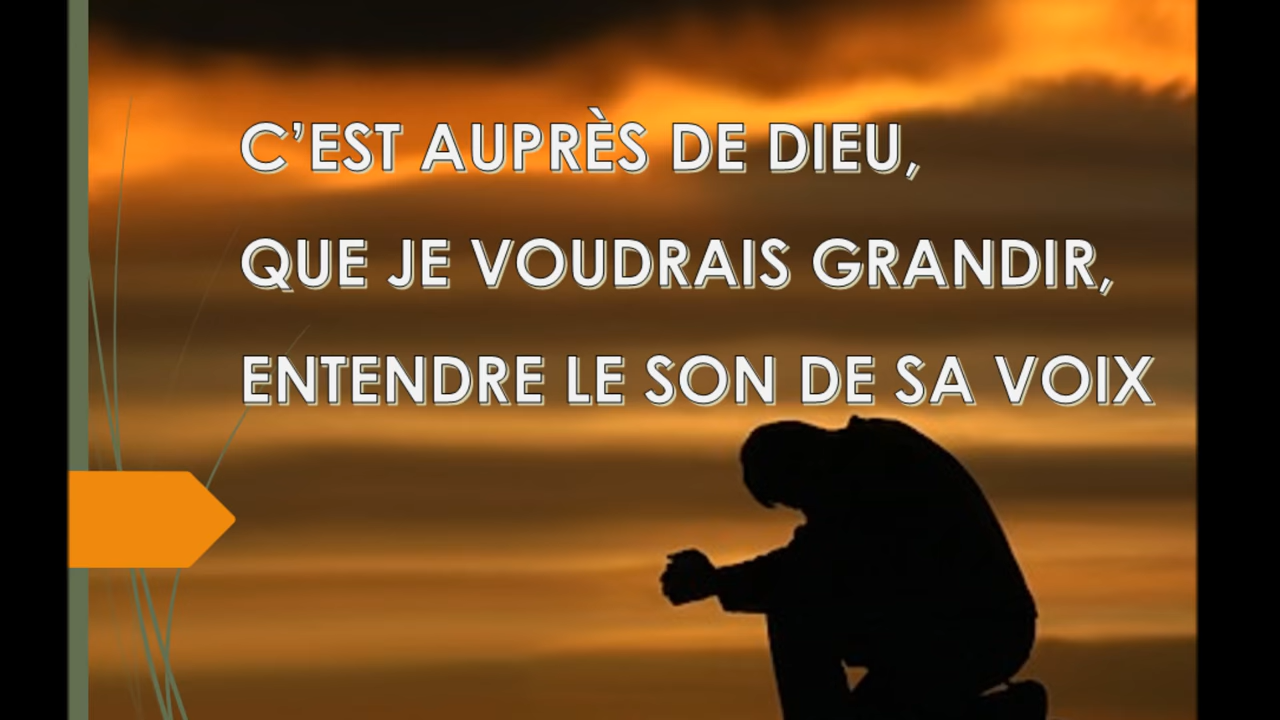 C’EST AUPRÈS DE DIEU,
QUE JE VOUDRAIS GRANDIR,
ENTENDRE LE SON DE SA VOIX